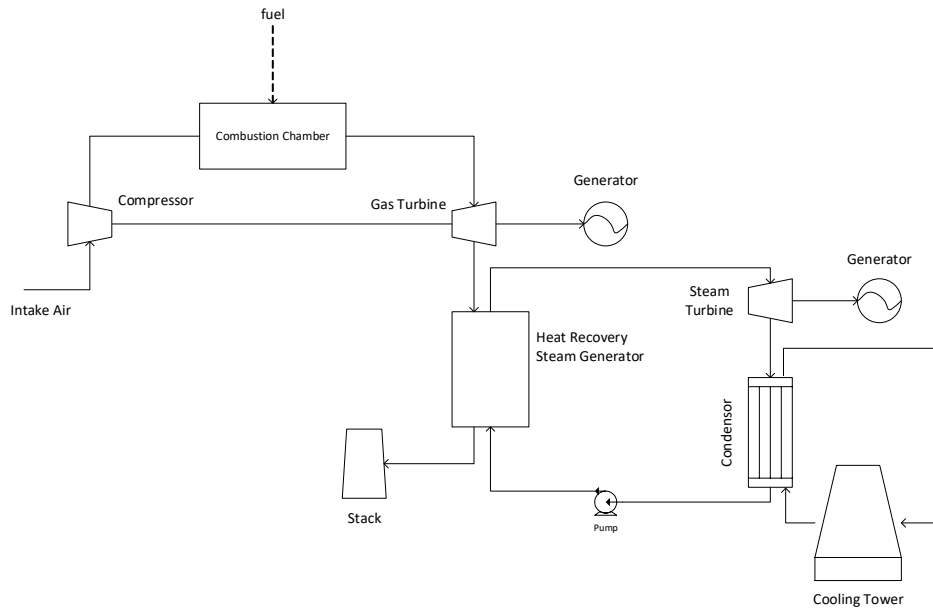 fuel
Combustion Chamber
Compressor
Gas Turbine
Generator
Intake Air
Generator
Steam
Turbine
Heat Recovery
Steam Generator
Condensor
Stack
Pump
Cooling Tower